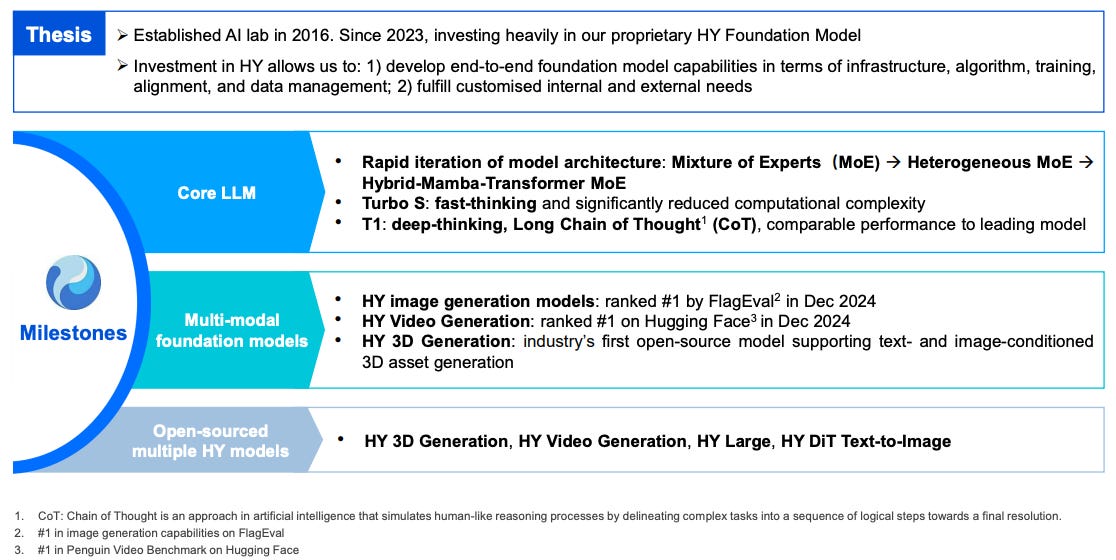 Thesis
➢ Established AI lab in 2016. Since 2023, investing heavily in our proprietary HY Foundation Model
➢ Investment in HY allows us to: 1) develop end-to-end foundation model capabilities in terms of infrastructure, algorithm, training,
alignment, and data management; 2) fulfill customised internal and external needs
Milestones
Core LLM
• Rapid iteration of model architecture: Mixture of Experts (MoE) → Heterogeneous MoE →
Hybrid-Mamba-Transformer MoE
• Turbo S: fast-thinking and significantly reduced computational complexity
• T1: deep-thinking, Long Chain of Thought1 (CoT), comparable performance to leading model
Multi-modal
foundation models
• HY image generation models: ranked #1 by FlagEval2 in Dec 2024
• HY Video Generation: ranked #1 on Hugging Face3 in Dec 2024
• HY 3D Generation: industry's first open-source model supporting text- and image-conditioned
3D asset generation
Open-sourced
multiple HY models
• HY 3D Generation, HY Video Generation, HY Large, HY DiT Text-to-Image
1. CoT: Chain of Thought is an approach in artificial intelligence that simulates human-like reasoning processes by delineating complex tasks into a sequence of logical steps towards a final resolution.
2. #1 in image generation capabilities on FlagEval
3. #1 in Penguin Video Benchmark on Hugging Face